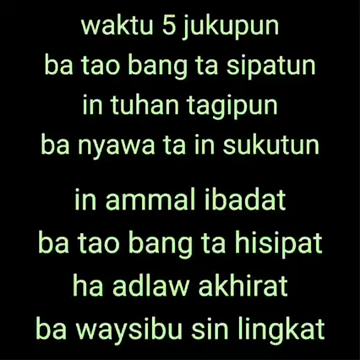 waktu 5 jukupun
ba tao bang ta sipatun
in tuhan tagipun
ba nyawa ta in sukutun
in ammal ibadat
ba tao bang ta hisipat
ha adlaw akhirat
ba waysibu sin lingkat